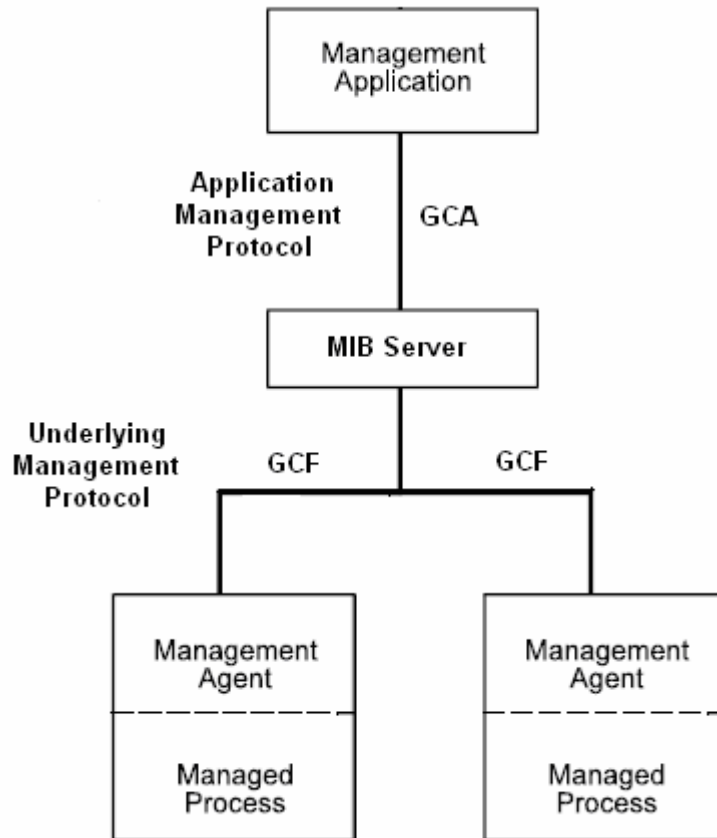 Management
Application
Application
Management
Protocol
GCA
MIB Server
Underlying
Management
Protocol
GCF
GCF
Management
Agent
Managed
Process
Management
Agent
Managed
Process